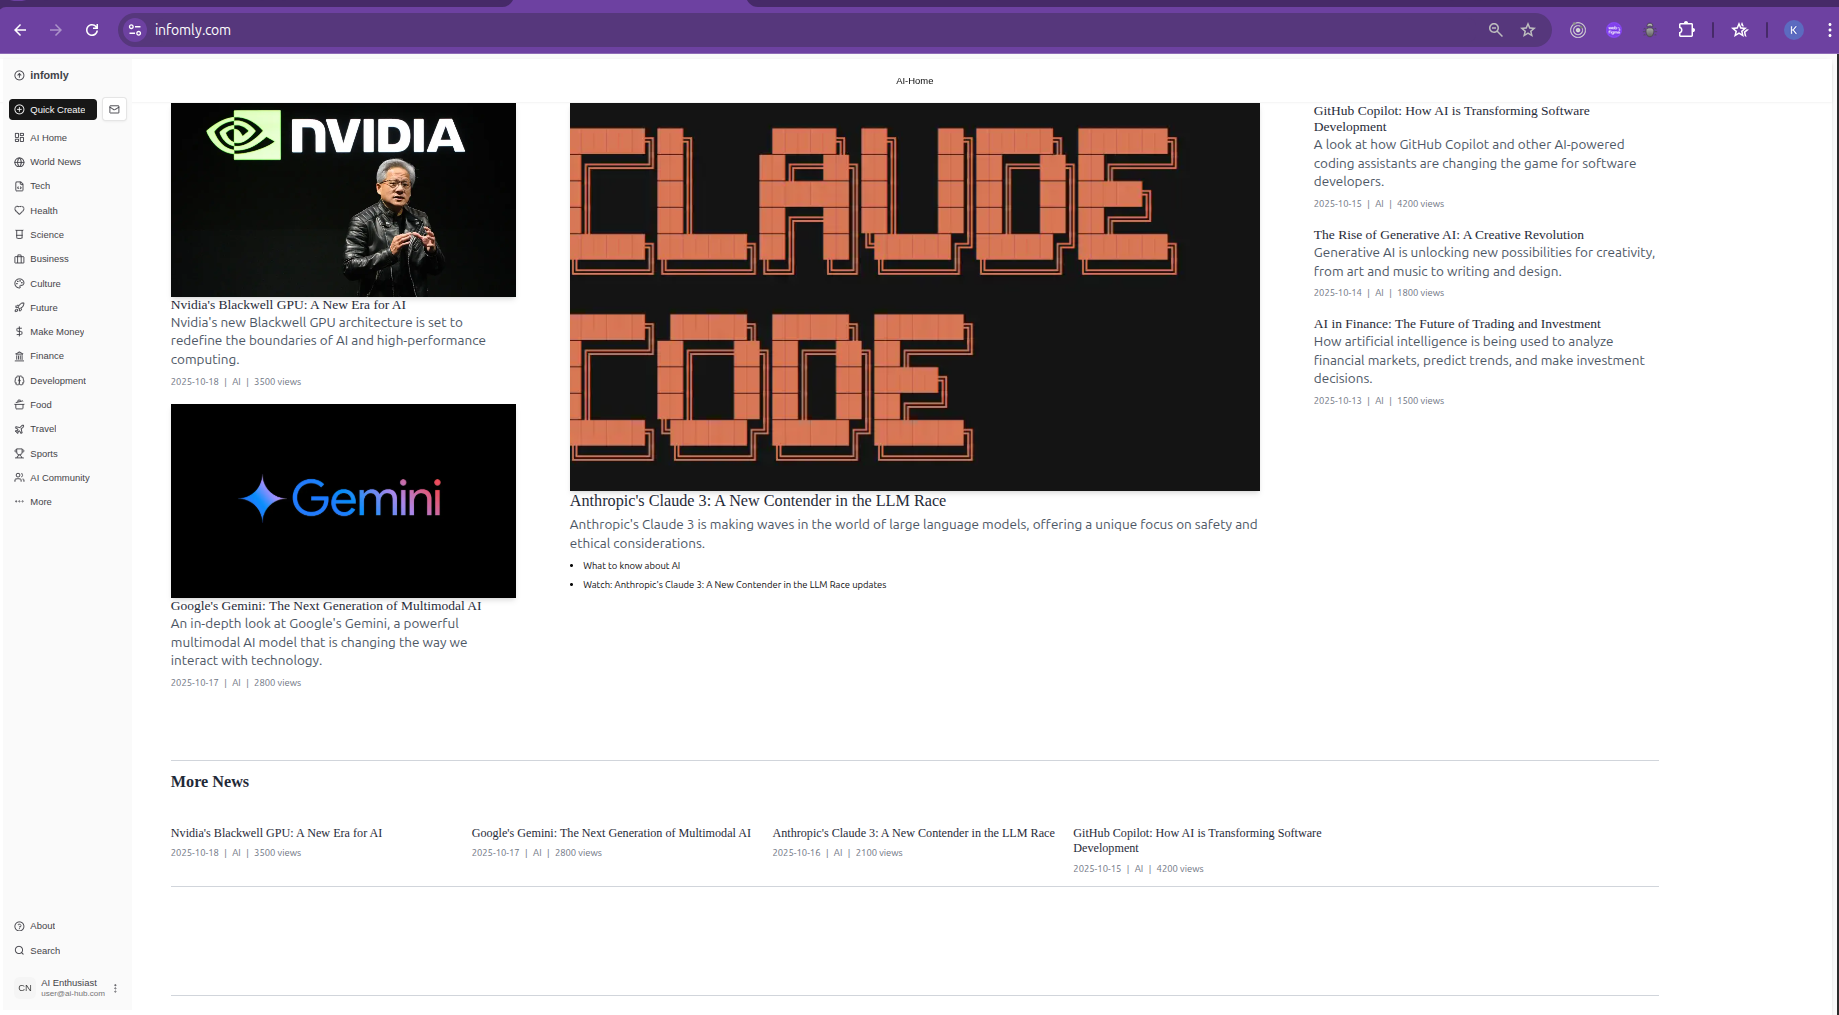 infomly.com
K
infomly
Quick Create
AI Home
World News
Tech
Health
Science
Business
Culture
Future
Make Money
Finance
Development
Food
Travel
Sports
AI Community
More
About
Search
CN
AI Enthusiast
user@ai-hub.com
AI-Home
NVIDIA
Nvidia's Blackwell GPU: A New Era for AI
Nvidia's new Blackwell GPU architecture is set to
redefine the boundaries of AI and high-performance
computing.
2025-10-18 | AI | 3500 views
Gemini
Google's Gemini: The Next Generation of Multimodal AI
An in-depth look at Google's Gemini, a powerful
multimodal AI model that is changing the way we
interact with technology.
2025-10-17 | AI | 2800 views
CLAUDE
CODE
Anthropic's Claude 3: A New Contender in the LLM Race
Anthropic's Claude 3 is making waves in the world of large language models, offering a unique focus on safety and
ethical considerations.
• What to know about AI
• Watch: Anthropic's Claude 3: A New Contender in the LLM Race updates
GitHub Copilot: How AI is Transforming Software
Development
A look at how GitHub Copilot and other AI-powered
coding assistants are changing the game for software
developers.
2025-10-15 | AI | 4200 views
The Rise of Generative AI: A Creative Revolution
Generative AI is unlocking new possibilities for creativity,
from art and music to writing and design.
2025-10-14 | AI | 1800 views
AI in Finance: The Future of Trading and Investment
How artificial intelligence is being used to analyze
financial markets, predict trends, and make investment
decisions.
2025-10-13 | AI | 1500 views
More News
Nvidia's Blackwell GPU: A New Era for AI
2025-10-18 | AI | 3500 views
Google's Gemini: The Next Generation of Multimodal AI
2025-10-17 | AI | 2800 views
Anthropic's Claude 3: A New Contender in the LLM Race
2025-10-16 | AI | 2100 views
GitHub Copilot: How AI is Transforming Software
Development
2025-10-15 | AI | 4200 views